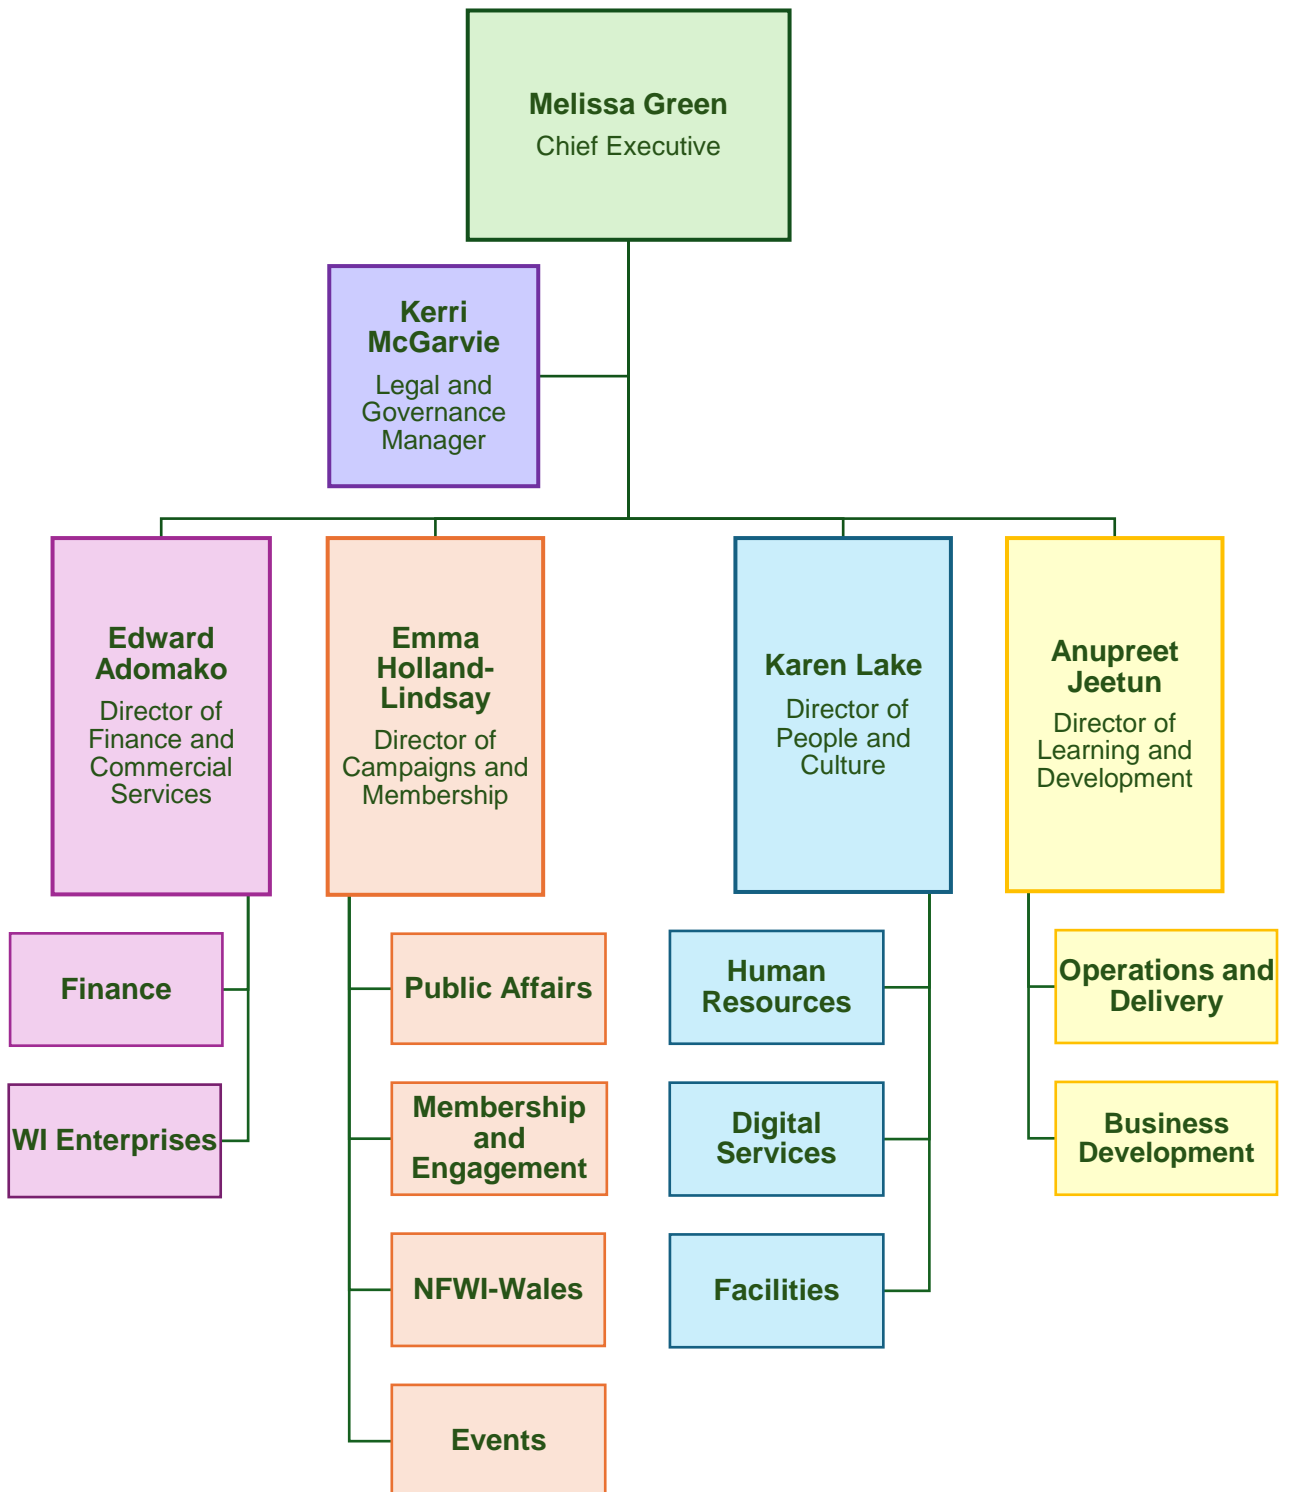 Melissa Green
Chief Executive
Kerri
McGarvie
Legal and
Governance
Manager
Edward
Adomako
Director of
Finance and
Commercial
Services
Emma
Holland-
Lindsay
Director of
Campaigns and
Membership
Karen Lake
Director of
People and
Culture
Anupreet
Jeetun
Director of
Learning and
Development
Finance
WI Enterprises
Public Affairs
Membership
and
Engagement
NFWI-Wales
Events
Human
Resources
Digital
Services
Facilities
Operations and
Delivery
Business
Development